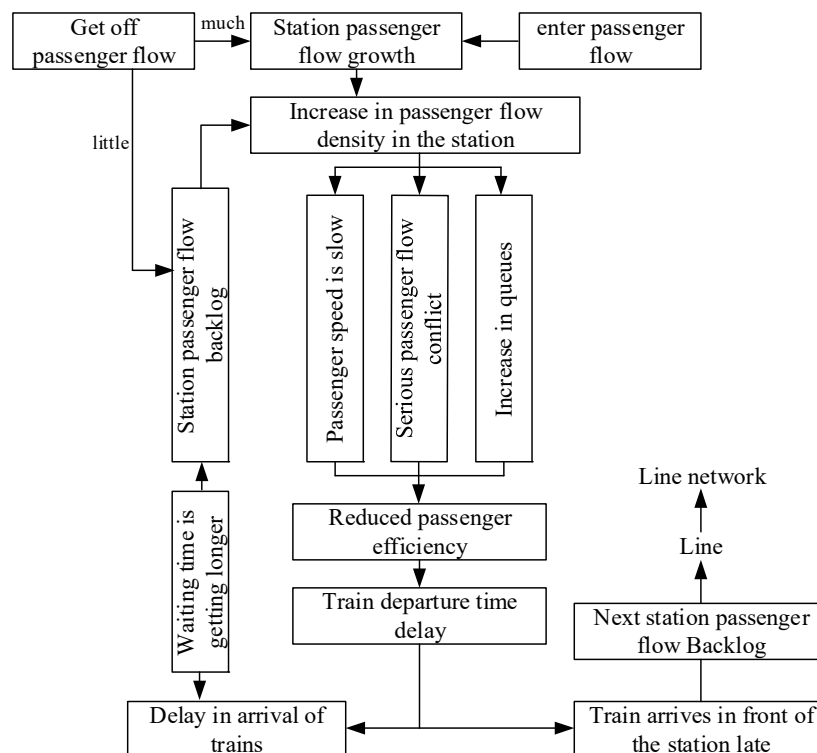 Get off
passenger flow
much
Station passenger
flow growth
enter passenger
flow
Increase in passenger flow
density in the station
little
Station passenger flow
backlog
Passenger speed is slow
Serious passenger flow
conflict
Increase in queues
Line network
Line
Reduced passenger
efficiency
Waiting time is
getting longer
Train departure time
delay
Next station passenger
flow Backlog
Delay in arrival of
trains
Train arrives in front of
the station late